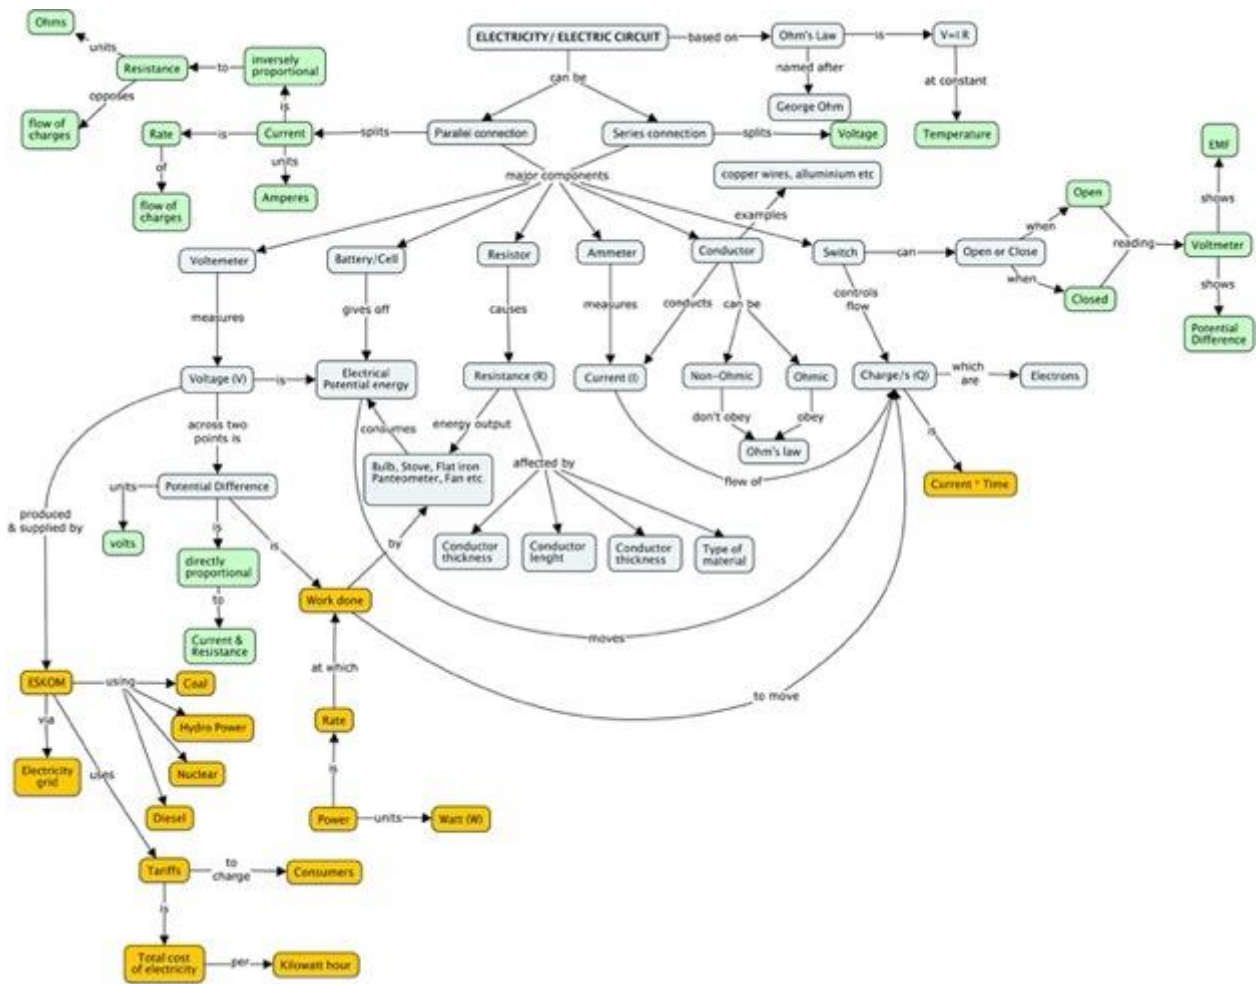 Ohms
units
Resistance
to
inversely
proportional
opposes
is
flow of
charges
Rate
is
Current
splits
of
units
flow of
charges
Amperes
ELECTRICITY/ ELECTRIC CIRCUIT
based on
Ohm's Law
is
V=I R
can be
named after
at constant
George Ohm
Temperature
Parallel connection
Series connection
splits
Voltage
major components
copper wires, alluminium etc
examples
Voltemeter
Battery/Cell
Resistor
Ammeter
Conductor
Switch
can
Open or Close
when
Open
when
Closed
reading
EMF
shows
Voltmeter
shows
Potential
Difference
measures
gives off
causes
measures
conducts
can be
controls
flow
Voltage (V)
is
Electrical
Potential energy
Resistance (R)
Current (I)
Non-Ohmic
Ohmic
Charge/s (Q)
which
are
Electrons
across two
points is
consumes
energy output
don't obey
obey
is
Ohm's law
affected by
flow of
Current * Time
Bulb, Stove, Flat iron
Panteometer, Fan etc
units
Potential Difference
produced
& supplied by
volts
is
is
by
Conductor
thickness
Conductor
lenght
Conductor
thickness
Type of
material
directly
proportional
to
Work done
Current &
Resistance
moves
at which
to move
ESKOM
using
Coal
via
Hydro Power
Rate
Electricity
grid
uses
Nuclear
is
Diesel
Power
units
Watt (W)
Tariffs
to
charge
Consumers
is
Total cost
of electricity
per
Kilowatt hour